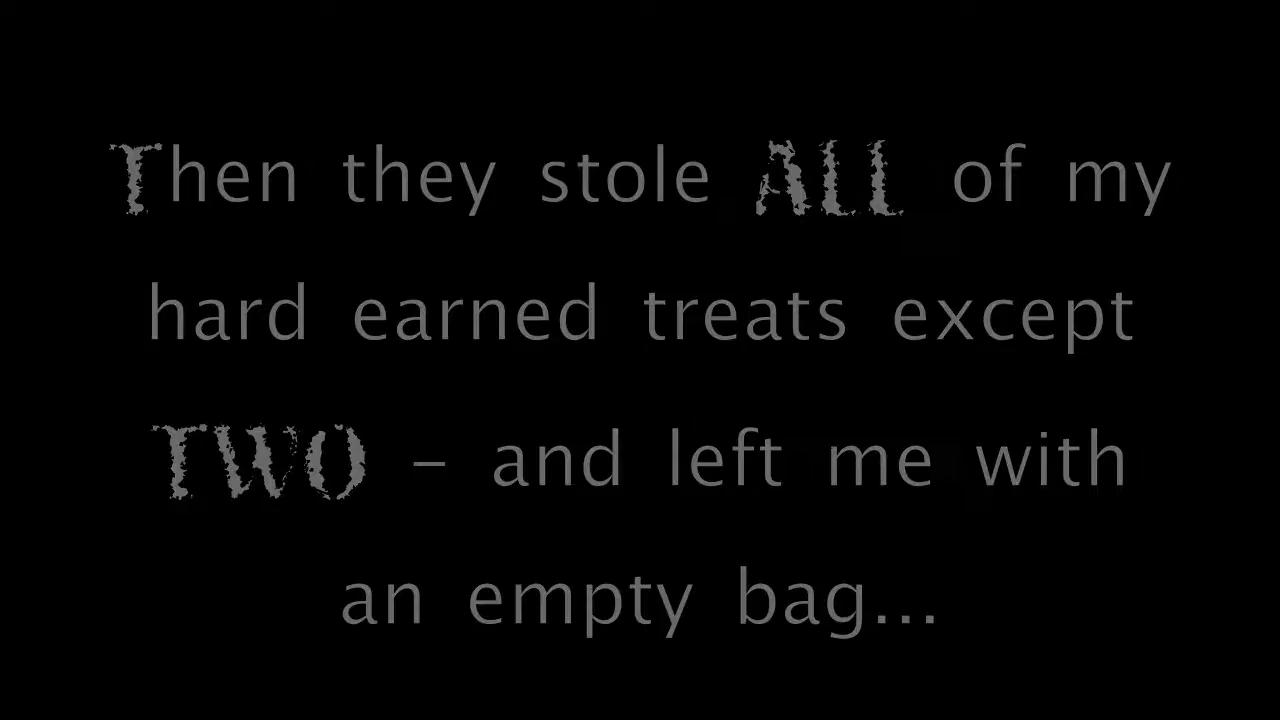 Then they stole ALL of my
hard earned treats except
TWO – and left me with
an empty bag...